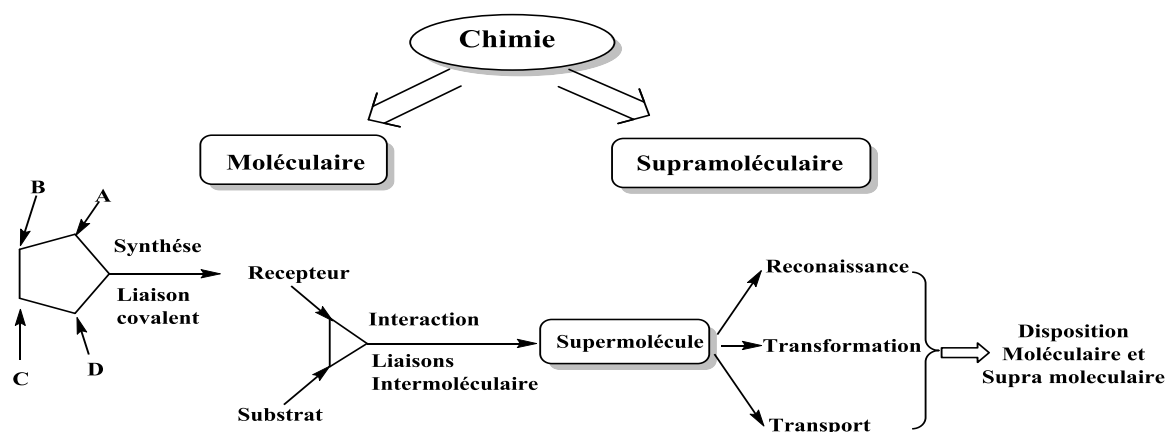 Chimie
Moléculaire
Supramoléculaire
B
A
Synthése
Liaison
covalent
C
D
Recepteur
Substrat
Interaction
Liaisons
Intermoléculaire
Supermolécule
Reconaissance
Transformation
Transport
Disposition
Moléculaire et
Supra moleculaire